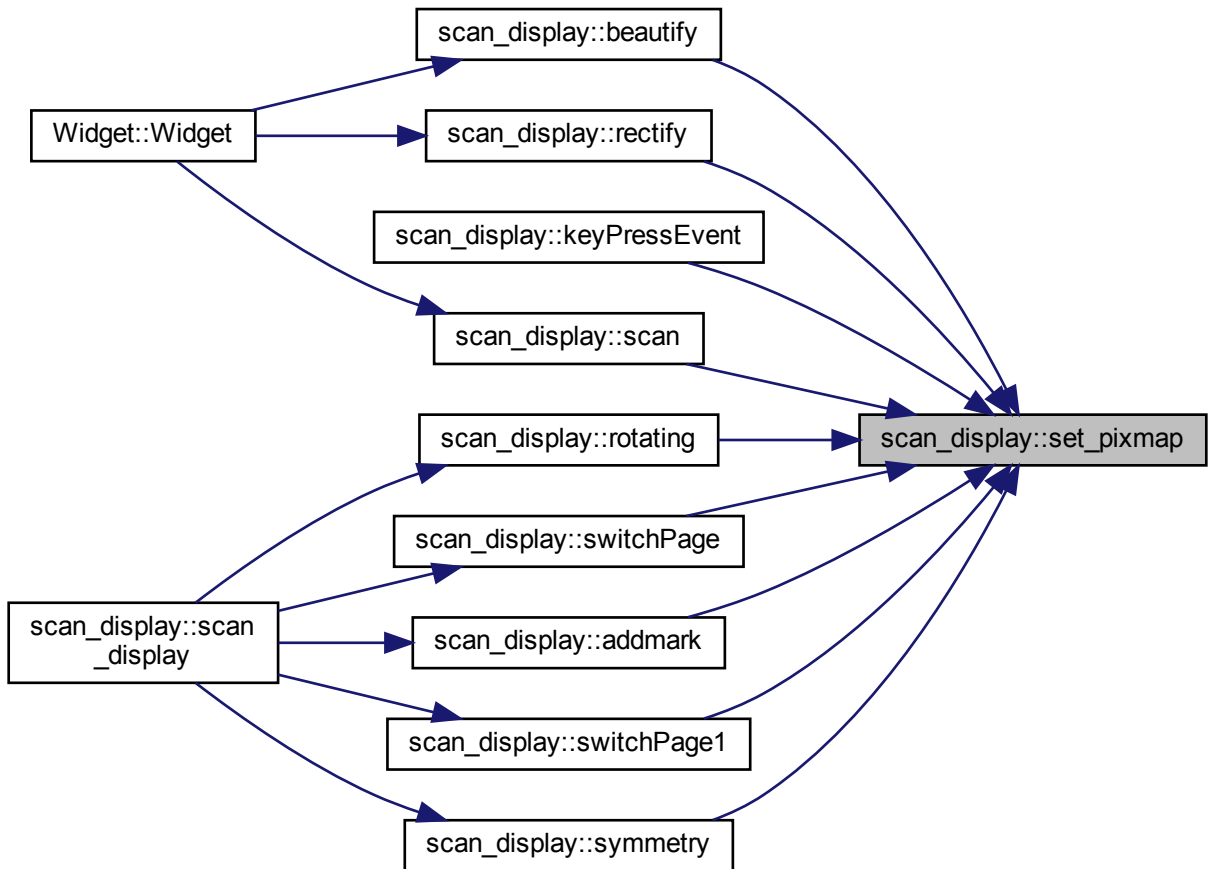 scan_display::beautify
Widget::Widget
scan_display::rectify
scan_display::keyPressEvent
scan_display::scan
scan_display::rotating
scan_display::set_pixmap
scan_display::switchPage
scan_display::scan
_display
scan_display::addmark
scan_display::switchPage1
scan_display::symmetry